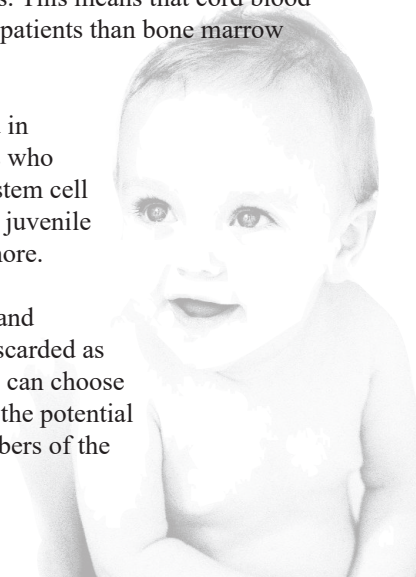 s. This means that cord blood
patients than bone marrow
in
who
stem cell
juvenile
ore.
and
scarded as
can choose
the potential
bers of the